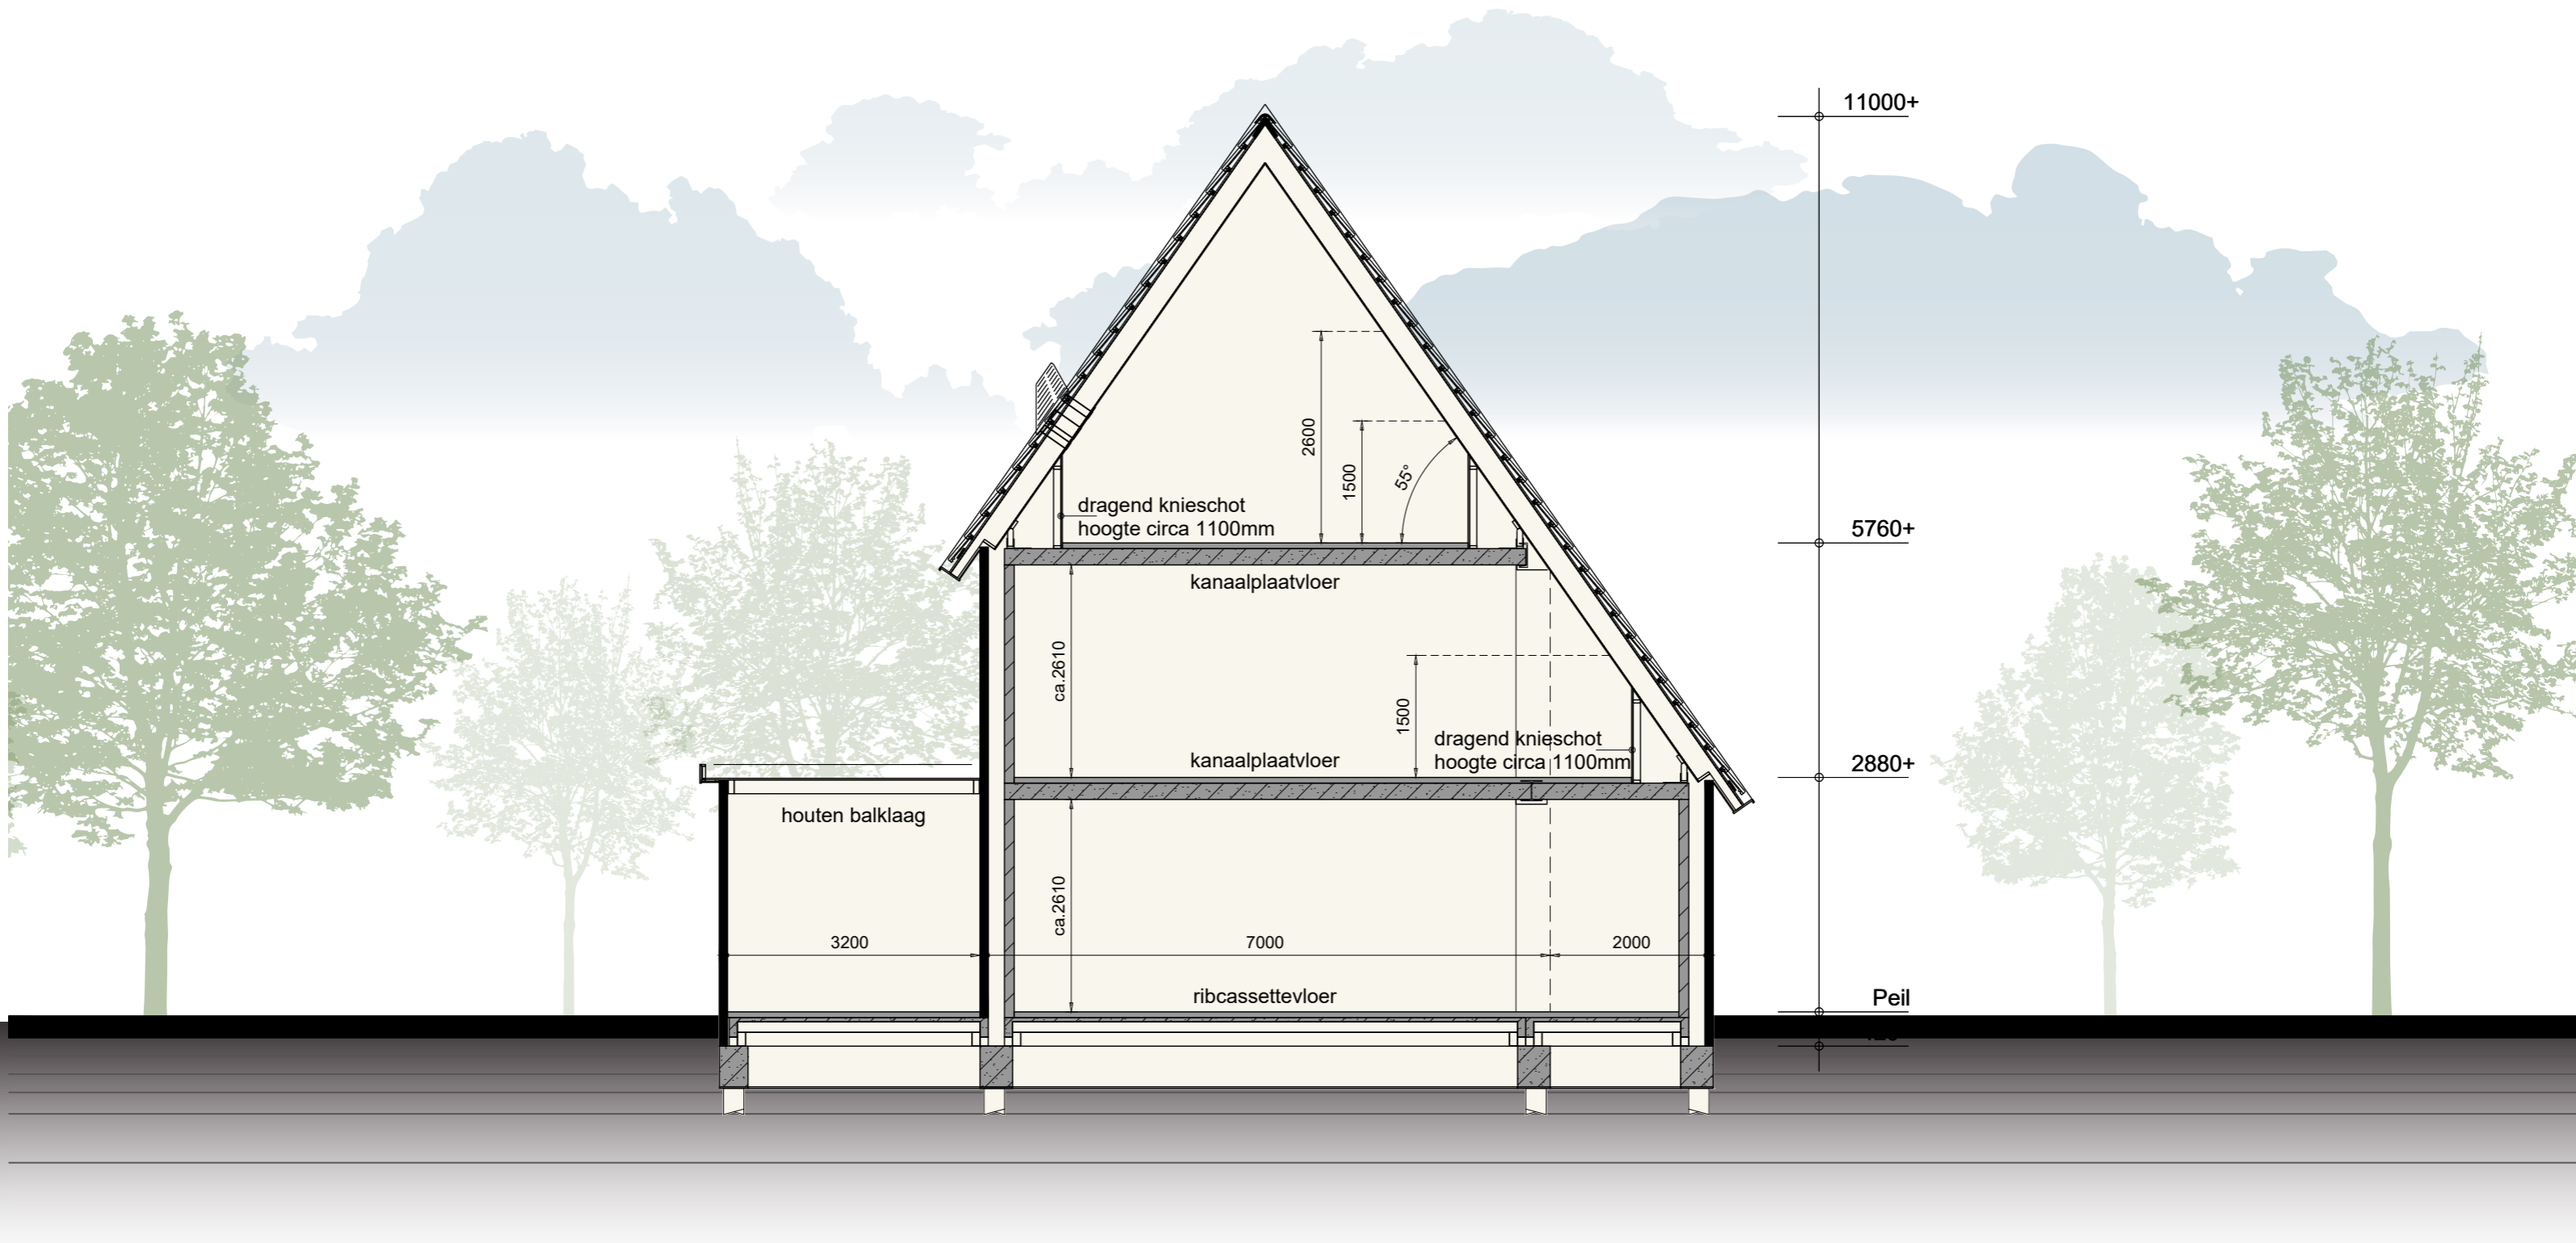 11000+
2600
1500
55°
dragend knieschot
hoogte circa 1100mm
5760+
kanaalplaatvloer
ca.2610
1500
dragend knieschot
hoogte circa 1100mm
kanaalplaatvloer
2880+
houten balklaag
ca.2610
3200
7000
2000
ribcassettevloer
Peil